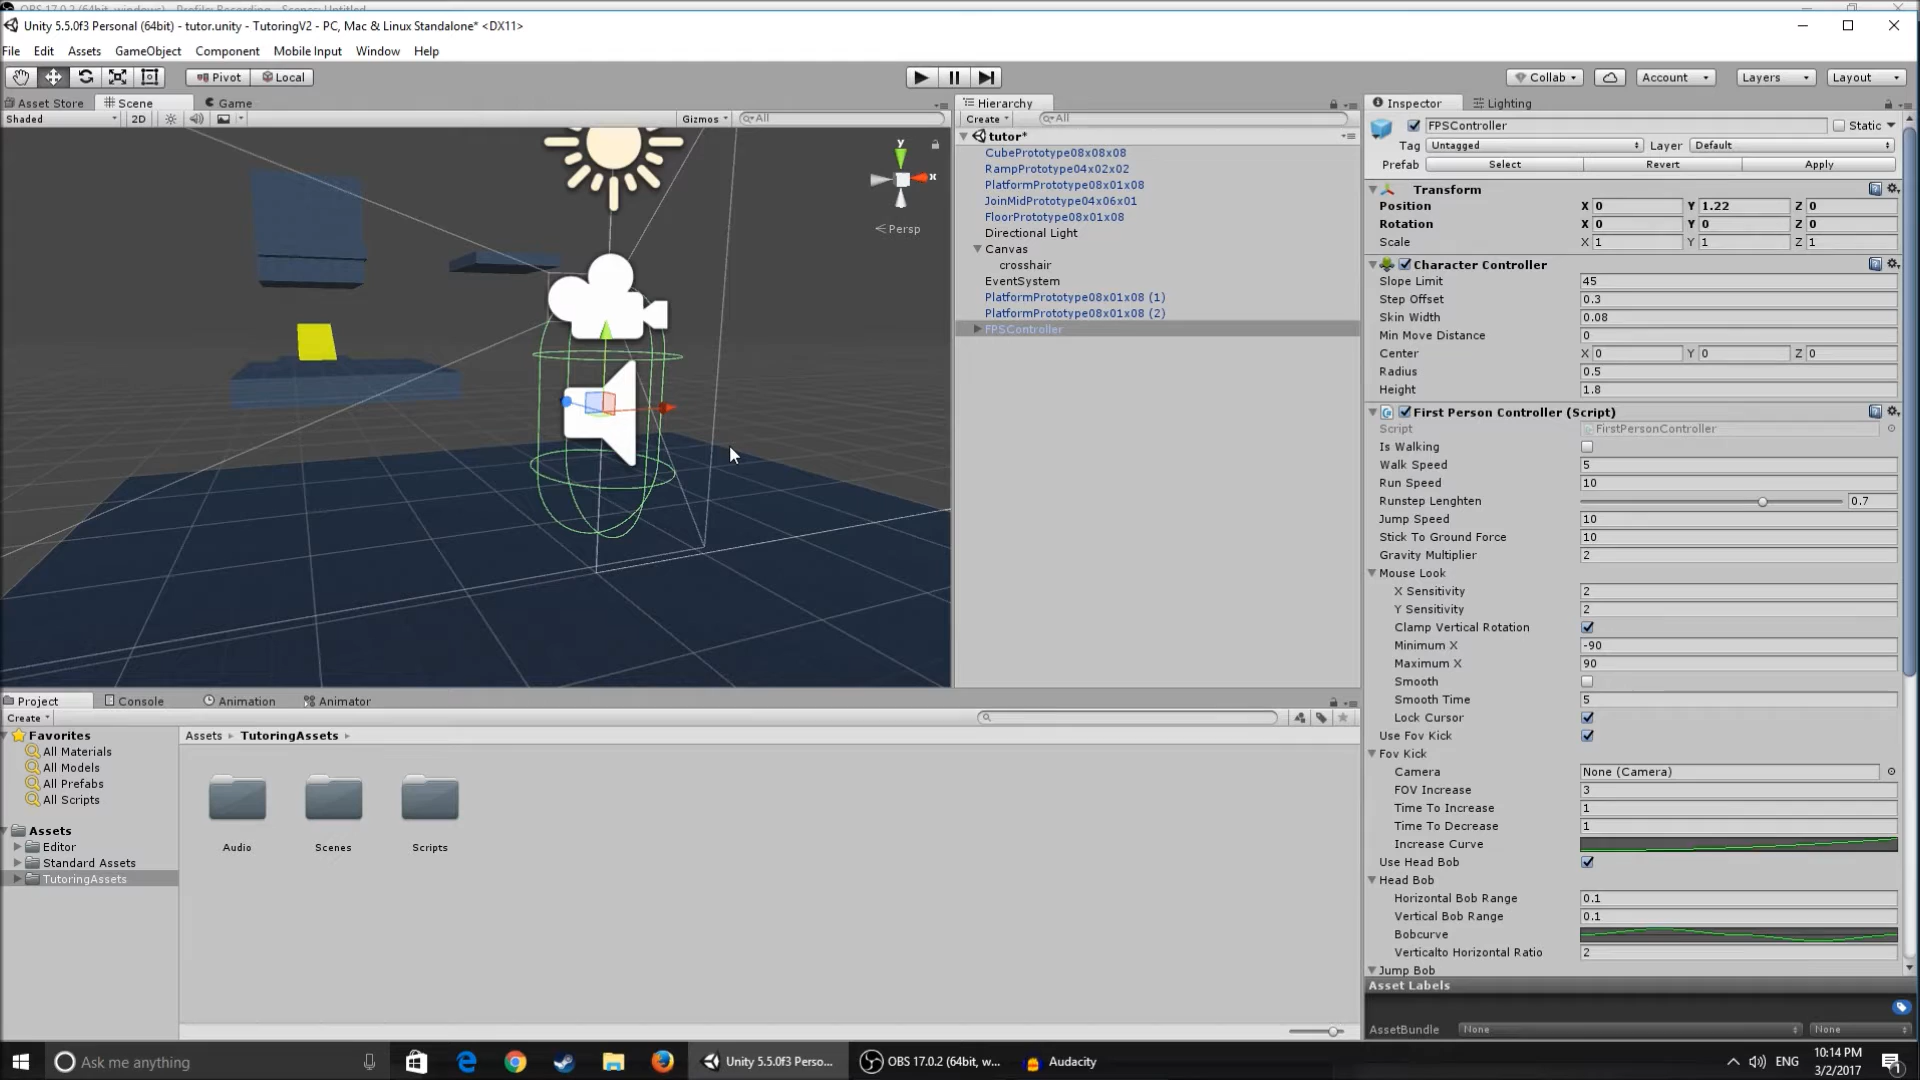 Unity 5.5.0f3 Personal (64bit) - tutor.unity - TutoringV2 - PC, Mac & Linux Standalone* <DX11>
File Edit Assets GameObject Component Mobile Input Window Help
Pivot Local Collab Account Layers Layout
Asset Store Scene Game
Shaded 2D Gizmos All
y
x
Persp
Hierarchy
Create All
tutor*
CubePrototype08x08x08
RampPrototype04x02x02
PlatformPrototype08x01x08
JoinMidPrototype04x06x01
FloorPrototype08x01x08
Directional Light
Canvas
crosshair
EventSystem
PlatformPrototype08x01x08 (1)
PlatformPrototype08x01x08 (2)
FPSController
Inspector Lighting
FPSController Static
Tag Untagged Layer Default
Prefab Select Revert Apply
Transform
Position X 0 Y 1.22 Z 0
Rotation X 0 Y 0 Z 0
Scale X 1 Y 1 Z 1
Character Controller
Slope Limit 45
Step Offset 0.3
Skin Width 0.08
Min Move Distance 0
Center X 0 Y 0 Z 0
Radius 0.5
Height 1.8
First Person Controller (Script)
Script FirstPersonController
Is Walking
Walk Speed 5
Run Speed 10
Runstep Lenghten 0.7
Jump Speed 10
Stick To Ground Force 10
Gravity Multiplier 2
Mouse Look
X Sensitivity 2
Y Sensitivity 2
Clamp Vertical Rotation
Minimum X -90
Maximum X 90
Smooth
Smooth Time 5
Lock Cursor
Use Fov Kick
Fov Kick
Camera None (Camera)
FOV Increase 3
Time To Increase 1
Time To Decrease 1
Increase Curve
Use Head Bob
Head Bob
Horizontal Bob Range 0.1
Vertical Bob Range 0.1
Bobcurve
Verticalto Horizontal Ratio 2
Jump Bob
Asset Labels
AssetBundle None None
Project Console Animation Animator
Create
Favorites
All Materials
All Models
All Prefabs
All Scripts
Assets
Editor
Standard Assets
TutoringAssets
Assets TutoringAssets
Audio Scenes Scripts
Ask me anything
Unity 5.5.0f3 Perso...
OBS 17.0.2 (64bit, w...
Audacity
ENG
10:14 PM
3/2/2017
1